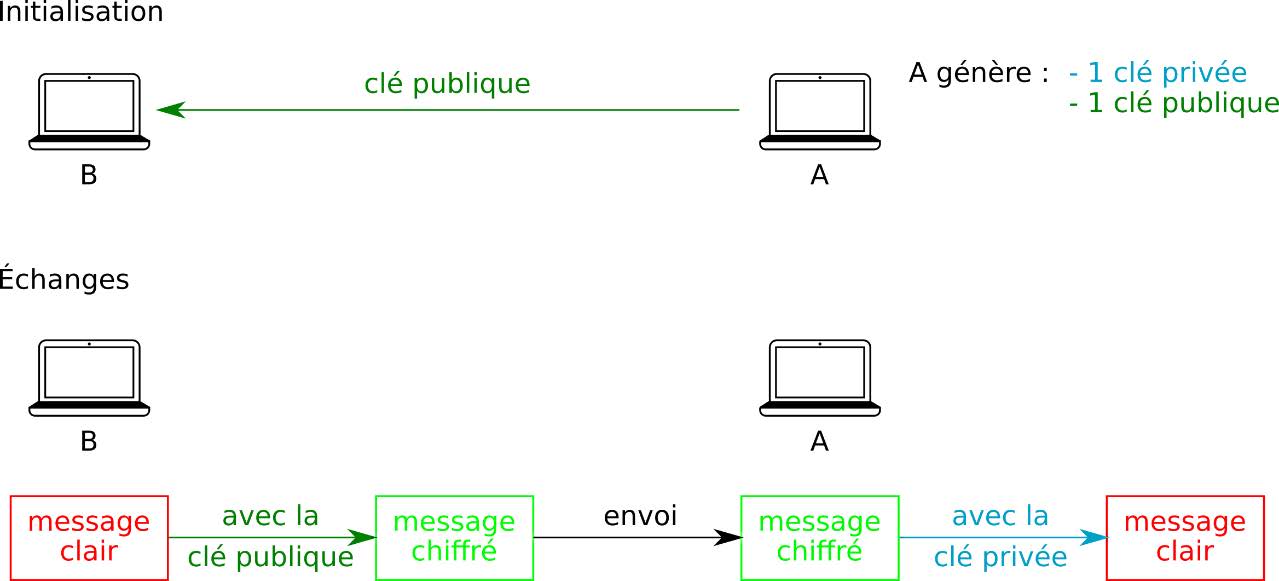 Initialisation
clé publique
A génère : - 1 clé privée
- 1 clé publique
B
A
Échanges
B
A
message
clair
avec la
clé publique
message
chiffré
envoi
message
chiffré
avec la
clé privée
message
clair